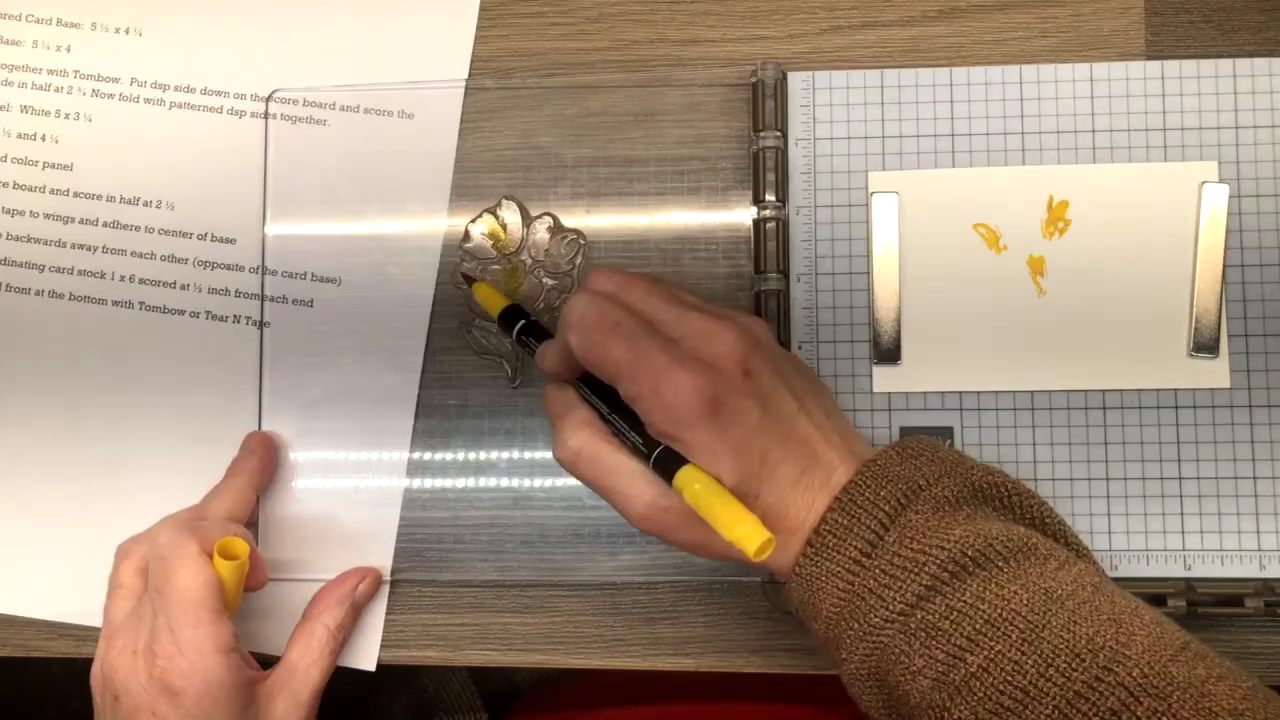 ored Card Base: 5 ½ x 4 ¼
Base: 5 ¼ x 4
ogether with Tombow. Put dsp side down on the score board and score the
de in half at 2 ¾ Now fold with patterned dsp sides together.
el: White 5 x 3 ¼
½ and 4 ¼
d color panel
re board and score in half at 2 ½
tape to wings and adhere to center of base
e backwards away from each other (opposite of the card base)
dinating card stock 1 x 6 scored at ½ inch from each end
l front at the bottom with Tombow or Tear N Tape